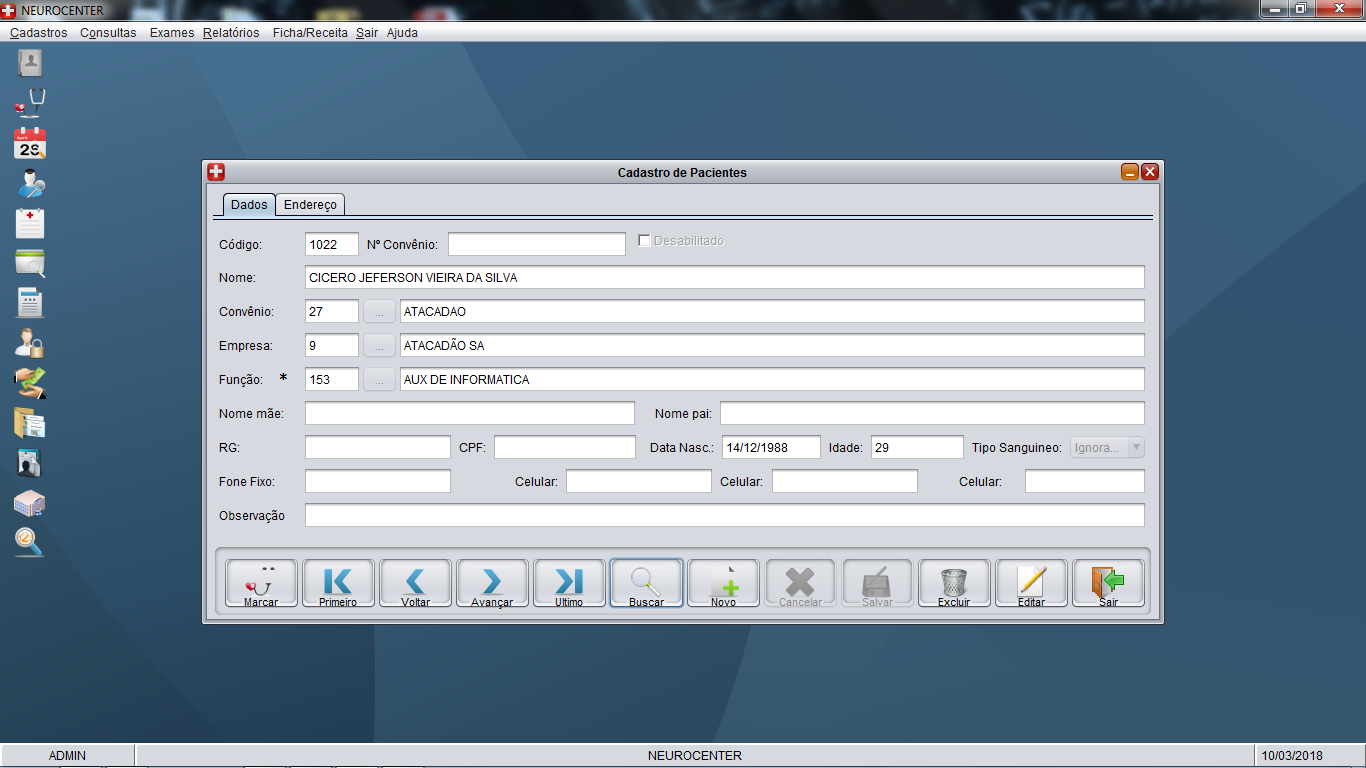 NEUROCENTER
Cadastros Consultas Exames Relatórios Ficha/Receita Sair Ajuda
Cadastro de Pacientes
Dados Endereço
Código: 1022 Nº Convênio: Desabilitado
Nome: CICERO JEFERSON VIEIRA DA SILVA
Convênio: 27 ... ATACADAO
Empresa: 9 ... ATACADÃO SA
Função: * 153 ... AUX DE INFORMATICA
Nome mãe: Nome pai:
RG: CPF: Data Nasc.: 14/12/1988 Idade: 29 Tipo Sanguineo: Ignora...
Fone Fixo: Celular: Celular: Celular:
Observação
Marcar Primeiro Voltar Avançar Ultimo Buscar Novo Cancelar Salvar Excluir Editar Sair
ADMIN NEUROCENTER 10/03/2018